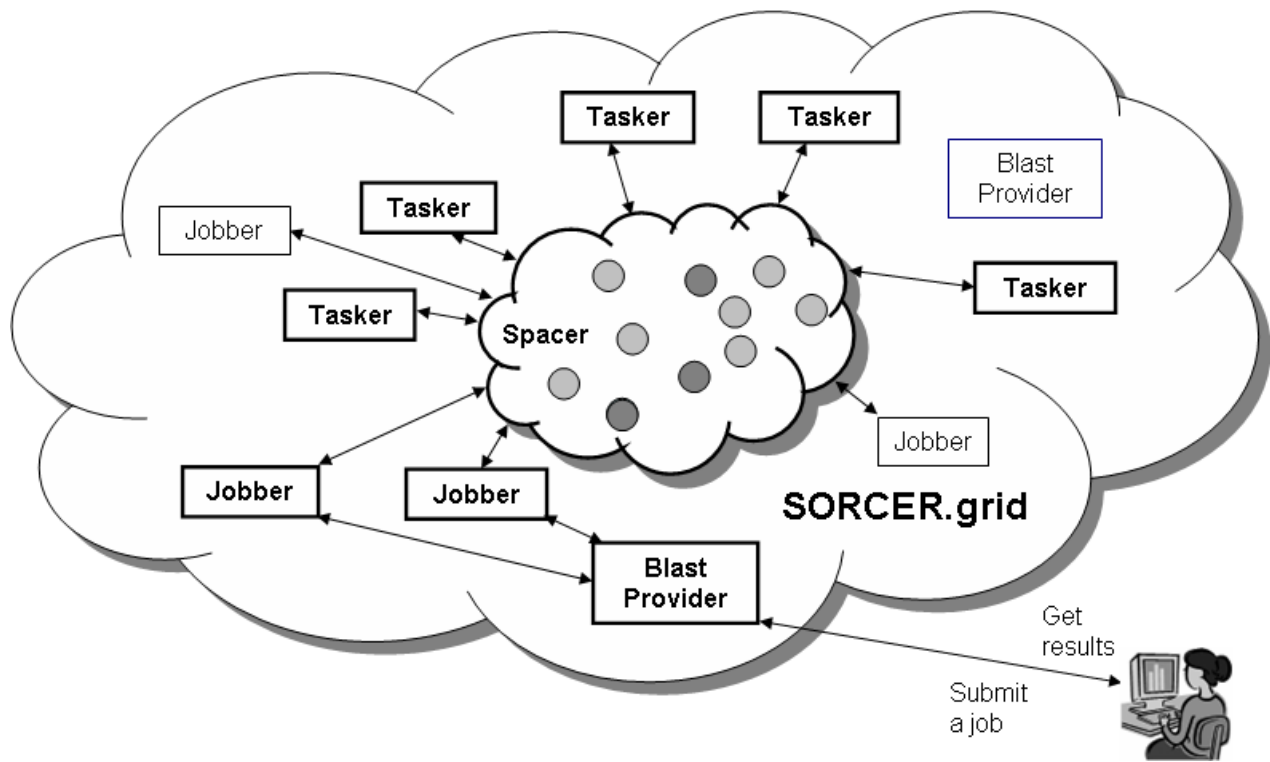 Tasker
Tasker
Blast
Provider
Tasker
Jobber
Tasker
Tasker
Spacer
Jobber
Jobber
Jobber
SORCER.grid
Blast
Provider
Get
results
Submit
a job